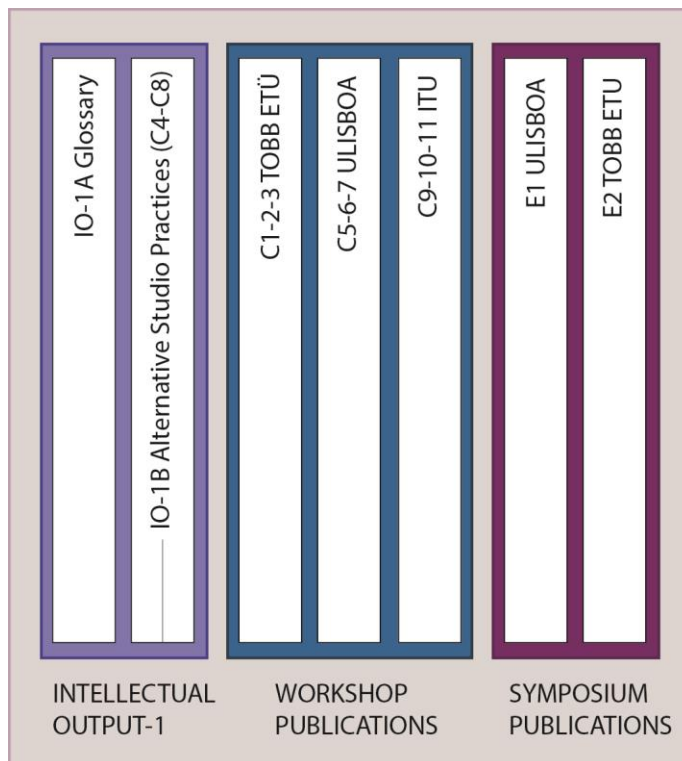 IO-1A Glossary
IO-1B Alternative Studio Practices (C4-C8)
C1-2-3 TOBB ETÜ
C5-6-7 ULISBOA
C9-10-11 ITU
E1 ULISBOA
E2 TOBB ETU
INTELLECTUAL
OUTPUT-1
WORKSHOP
PUBLICATIONS
SYMPOSIUM
PUBLICATIONS